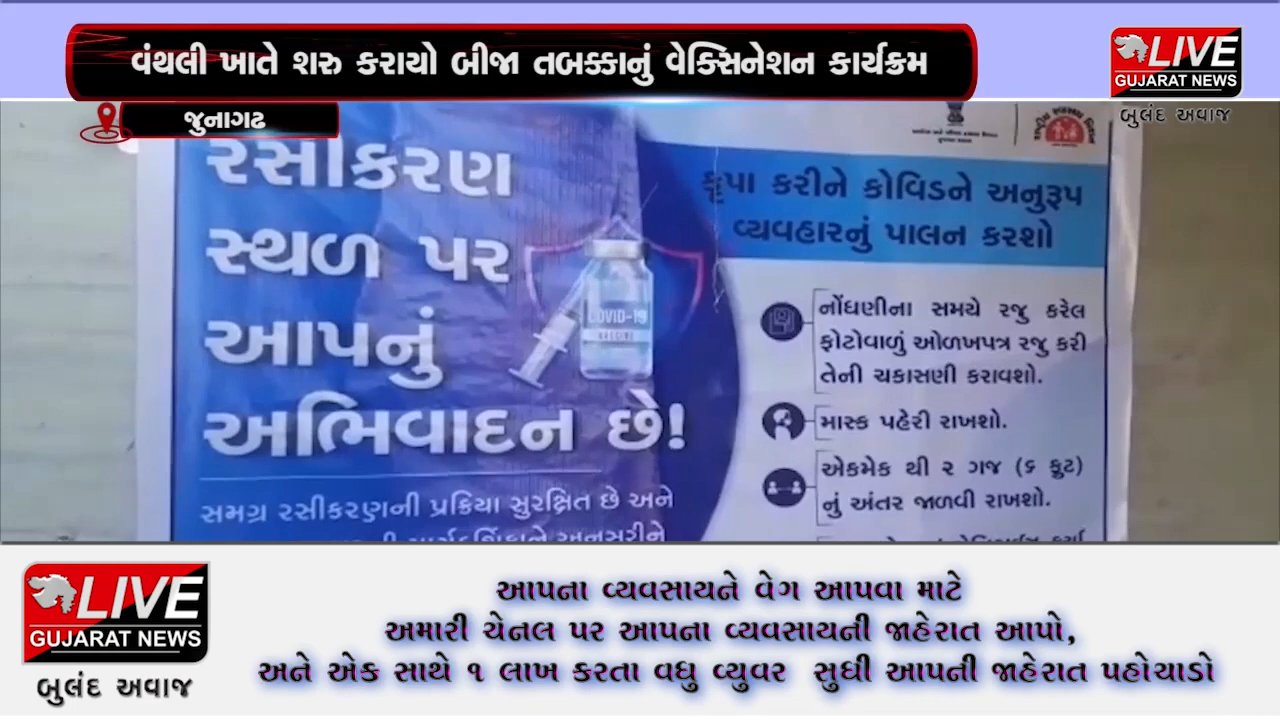 વંથલી ખાતે શરુ કરાયો બીજા તબક્કાનું વેક્સિનેશન કાર્યક્રમ
LIVE
GUJARAT NEWS
બુલંદ અવાજ
જુનાગઢ
રસીકરણ
સ્થળ પર
આપનું
અભિવાદન છે!
COVID-19
VACCINE
સમગ્ર રસીકરણની પ્રક્રિયા સુરક્ષિત છે અને
કૃપા કરીને કોવિડને અનુરૂપ
વ્યવહારનું પાલન કરશો
નોંધણીના સમયે રજુ કરેલ
ફોટોવાળું ઓળખપત્ર રજુ કરી
તેની ચકાસણી કરાવશો.
માસ્ક પહેરી રાખશો.
એકમેક થી ૨ ગજ (૬ ફુટ)
નું અંતર જાળવી રાખશો.
LIVE
GUJARAT NEWS
બુલંદ અવાજ
આપના વ્યવસાયને વેગ આપવા માટે
અમારી ચેનલ પર આપના વ્યવસાયની જાહેરાત આપો,
અને એક સાથે ૧ લાખ કરતા વધુ વ્યુવર સુધી આપની જાહેરાત પહોચાડો